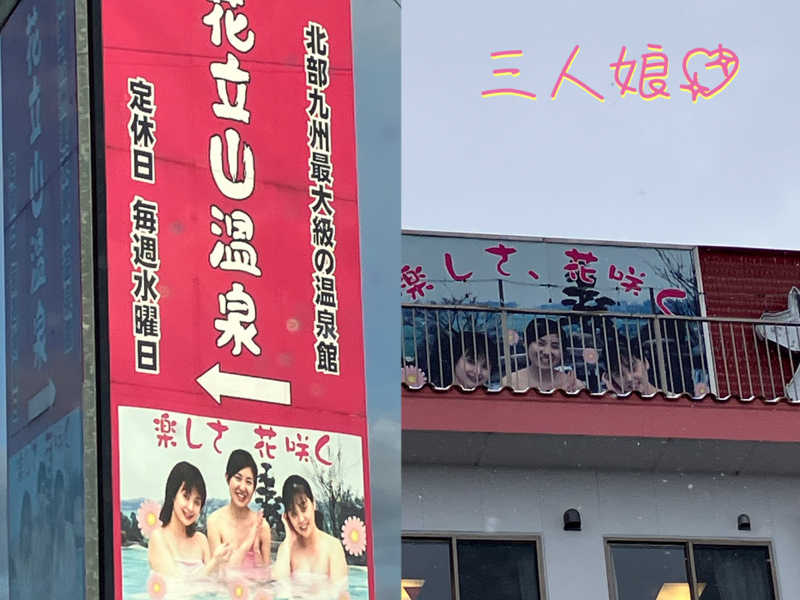 北部九州最大級の温泉館
花立山温泉
定休日 毎週水曜日
楽しさ 花咲く
三人娘
楽しさ、花咲く